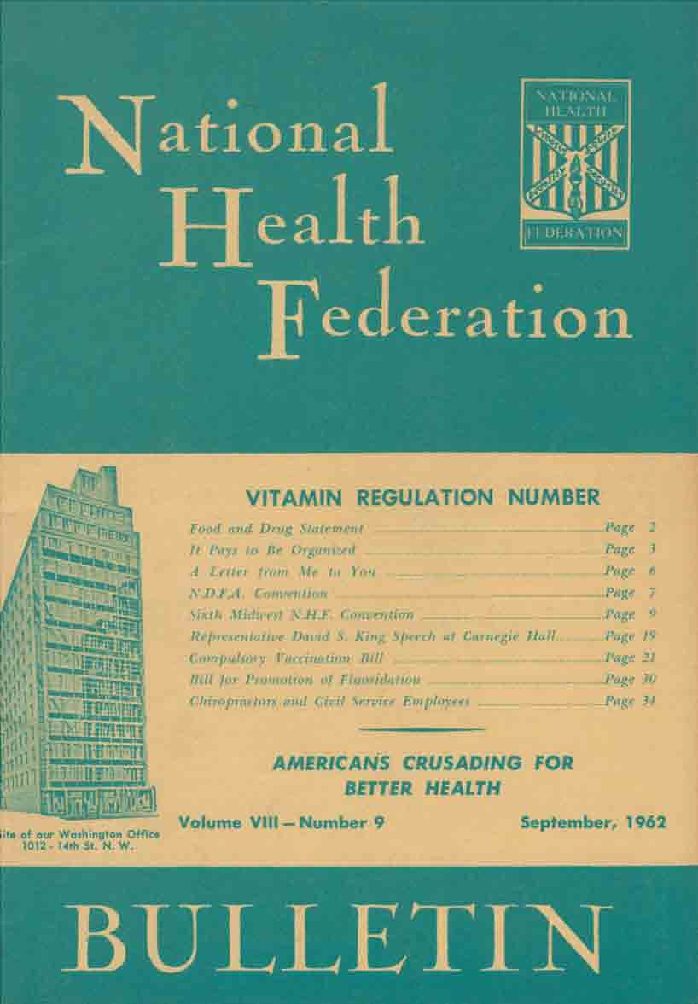 National
Health
Federation
NATIONAL
HEALTH
FEDERATION
VITAMIN REGULATION NUMBER
Food and Drug Statement Page 2
It Pays to Be Organized Page 3
A Letter from Me to You Page 6
N.D.F.A. Convention Page 7
Sixth Midwest N.H.F. Convention Page 9
Representative David S. King Speech at Carnegie Hall Page 19
Compulsory Vaccination Bill Page 21
Bill for Promotion of Fluoridation Page 30
Chiropractors and Civil Service Employees Page 34
AMERICANS CRUSADING FOR
BETTER HEALTH
Volume VIII — Number 9 September, 1962
Site of our Washington Office
1012 - 14th St. N. W.
BULLETIN